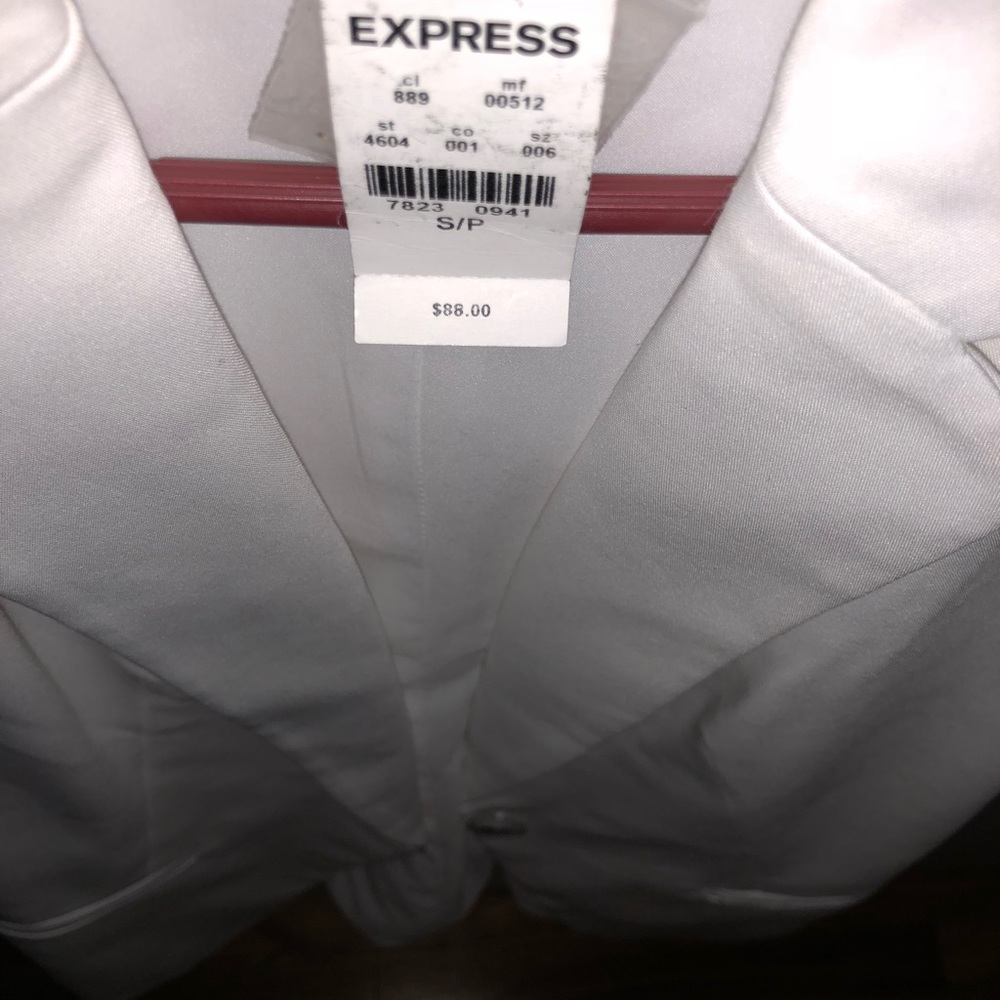 EXPRESS
cl mf
889 00512
st co sz
4604 001 006
7823 0941
S/P
$88.00